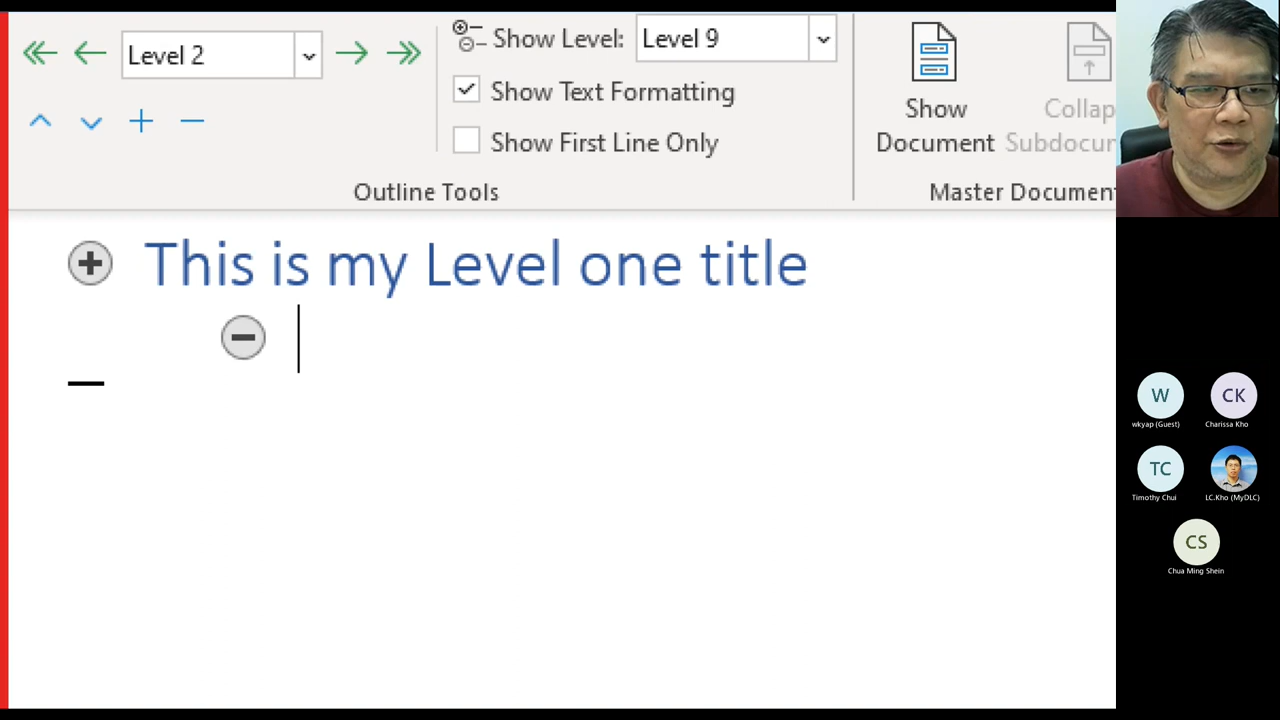 Level 2
Show Level: Level 9
Show Text Formatting
Show First Line Only
Outline Tools
Show Document
Collap
Subdocum
Master Document
This is my Level one title
W
wkyap (Guest)
CK
Charissa Kho
TC
Timothy Chui
LC.Kho (MyDLC)
CS
Chua Ming Shein